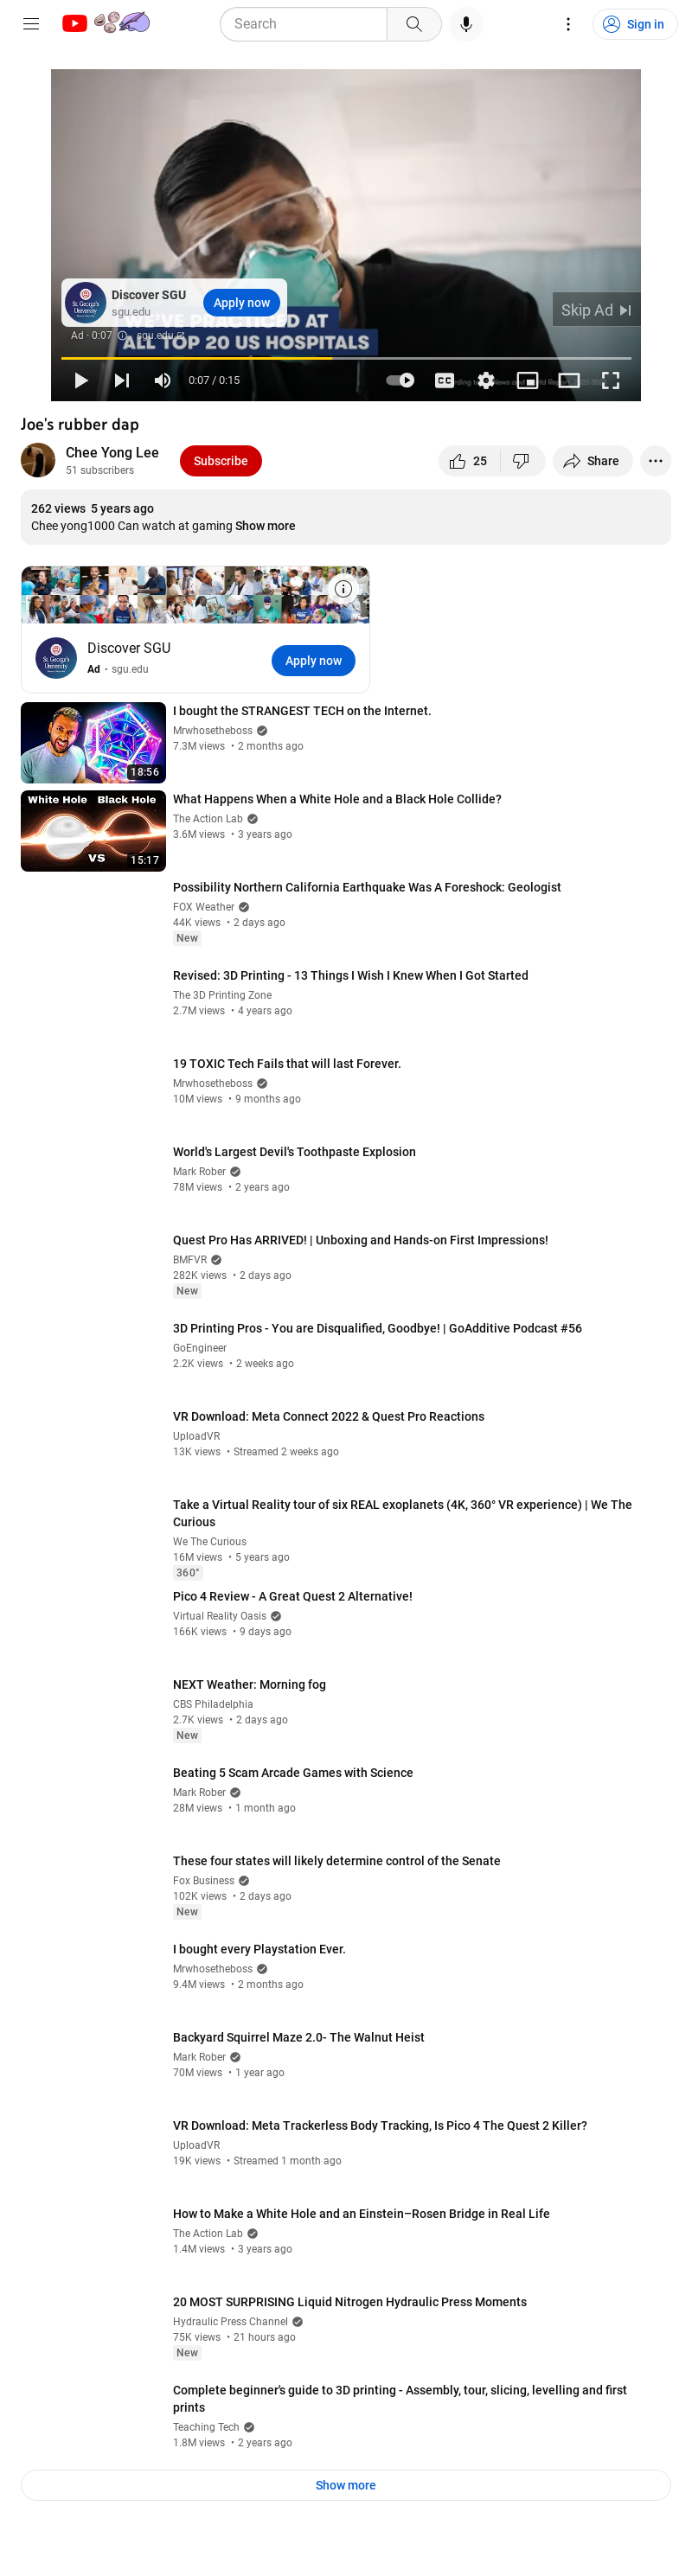 Search
Sign in
Discover SGU
sgu.edu
Apply now
Skip Ad
WE'VE PRACTICED AT
ALL TOP 20 US HOSPITALS
Ad · 0:07
sgu.edu
0:07 / 0:15
CC
Joe's rubber dap
Chee Yong Lee
51 subscribers
Subscribe
25
Share
262 views 5 years ago
Chee yong1000 Can watch at gaming Show more
Discover SGU
Ad · sgu.edu
Apply now
I bought the STRANGEST TECH on the Internet.
Mrwhosetheboss
7.3M views • 2 months ago
18:56
White Hole Black Hole
VS
15:17
What Happens When a White Hole and a Black Hole Collide?
The Action Lab
3.6M views • 3 years ago
Possibility Northern California Earthquake Was A Foreshock: Geologist
FOX Weather
44K views • 2 days ago
New
Revised: 3D Printing - 13 Things I Wish I Knew When I Got Started
The 3D Printing Zone
2.7M views • 4 years ago
19 TOXIC Tech Fails that will last Forever.
Mrwhosetheboss
10M views • 9 months ago
World's Largest Devil's Toothpaste Explosion
Mark Rober
78M views • 2 years ago
Quest Pro Has ARRIVED! | Unboxing and Hands-on First Impressions!
BMFVR
282K views • 2 days ago
New
3D Printing Pros - You are Disqualified, Goodbye! | GoAdditive Podcast #56
GoEngineer
2.2K views • 2 weeks ago
VR Download: Meta Connect 2022 & Quest Pro Reactions
UploadVR
13K views • Streamed 2 weeks ago
Take a Virtual Reality tour of six REAL exoplanets (4K, 360° VR experience) | We The
Curious
We The Curious
16M views • 5 years ago
360°
Pico 4 Review - A Great Quest 2 Alternative!
Virtual Reality Oasis
166K views • 9 days ago
NEXT Weather: Morning fog
CBS Philadelphia
2.7K views • 2 days ago
New
Beating 5 Scam Arcade Games with Science
Mark Rober
28M views • 1 month ago
These four states will likely determine control of the Senate
Fox Business
102K views • 2 days ago
New
I bought every Playstation Ever.
Mrwhosetheboss
9.4M views • 2 months ago
Backyard Squirrel Maze 2.0- The Walnut Heist
Mark Rober
70M views • 1 year ago
VR Download: Meta Trackerless Body Tracking, Is Pico 4 The Quest 2 Killer?
UploadVR
19K views • Streamed 1 month ago
How to Make a White Hole and an Einstein–Rosen Bridge in Real Life
The Action Lab
1.4M views • 3 years ago
20 MOST SURPRISING Liquid Nitrogen Hydraulic Press Moments
Hydraulic Press Channel
75K views • 21 hours ago
New
Complete beginner's guide to 3D printing - Assembly, tour, slicing, levelling and first
prints
Teaching Tech
1.8M views • 2 years ago
Show more